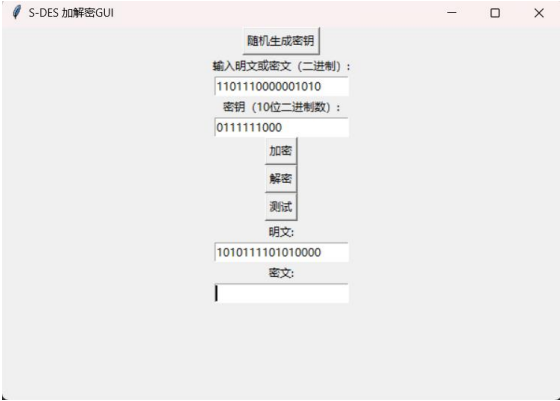 S-DES 加解密GUI
随机生成密钥
输入明文或密文（二进制）:
1101110000001010
密钥（10位二进制数）:
0111111000
加密
解密
测试
明文:
1010111101010000
密文: